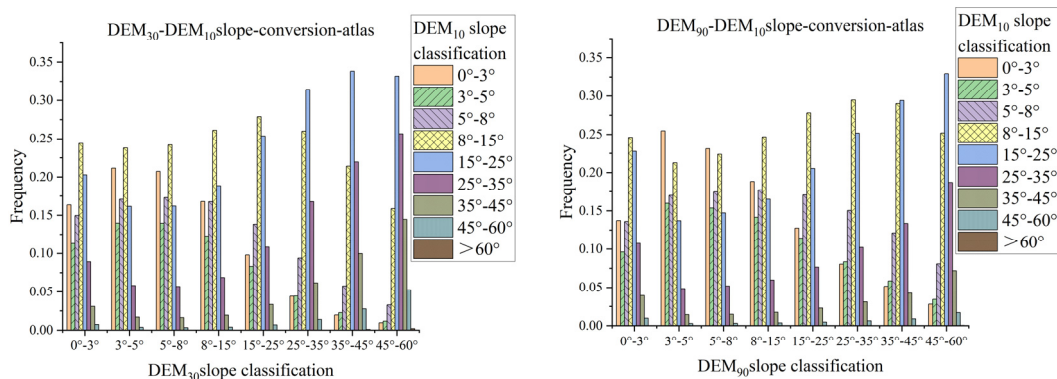 DEM30-DEM10slope-conversion-atlas
DEM10 slope
classification
0°-3°
3°-5°
5°-8°
8°-15°
15°-25°
25°-35°
35°-45°
45°-60°
＞60°
Frequency
0.35
0.30
0.25
0.20
0.15
0.10
0.05
0.00
0°-3° 3°-5° 5°-8° 8°-15° 15°-25° 25°-35° 35°-45° 45°-60°
DEM30slope classification
DEM90-DEM10slope-conversion-atlas
DEM10 slope
classification
0°-3°
3°-5°
5°-8°
8°-15°
15°-25°
25°-35°
35°-45°
45°-60°
＞60°
Frequency
0.35
0.30
0.25
0.20
0.15
0.10
0.05
0.00
0°-3° 3°-5° 5°-8° 8°-15° 15°-25° 25°-35° 35°-45° 45°-60°
DEM90slope classification